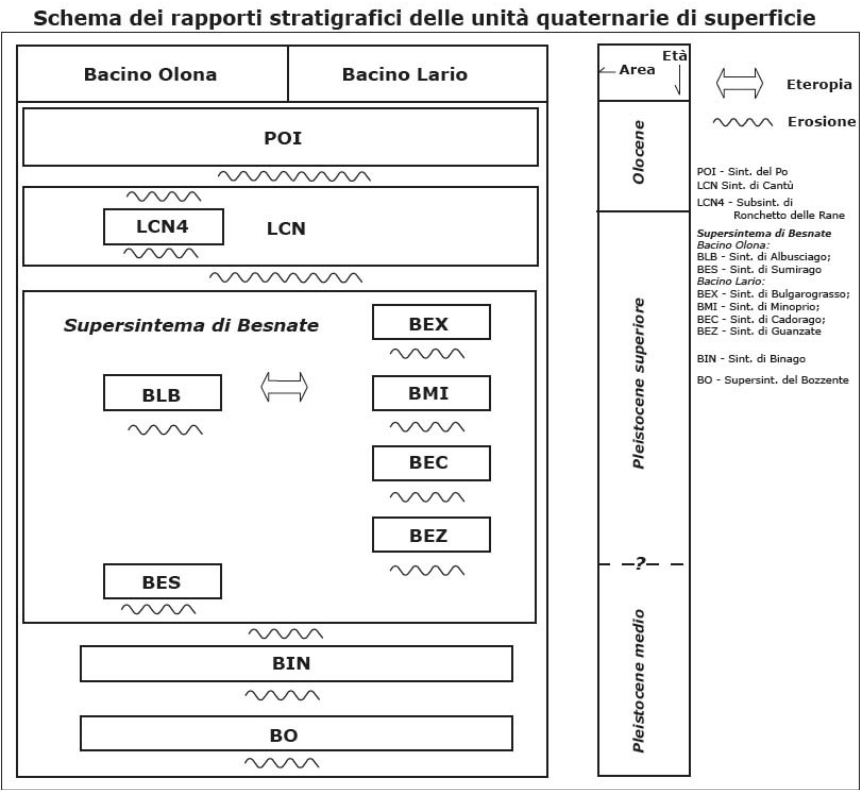 Schema dei rapporti stratigrafici delle unità quaternarie di superficie
Bacino Olona
Bacino Lario
POI
LCN4
LCN
Supersintema di Besnate
BEX
BLB
BMI
BEC
BEZ
BES
BIN
BO
Età
Area
Olocene
Pleistocene superiore
?
Pleistocene medio
Eteropia
Erosione
POI - Sint. del Po
LCN Sint. di Cantù
LCN4 - Subsint. di
Ronchetto delle Rane
Supersintema di Besnate
Bacino Olona:
BLB - Sint. di Albusciago;
BES - Sint. di Sumirago
Bacino Lario:
BEX - Sint. di Bulgarograsso;
BMI - Sint. di Minoprio;
BEC - Sint. di Cadorago;
BEZ - Sint. di Guanzate
BIN - Sint. di Binago
BO - Supersint. del Bozzente